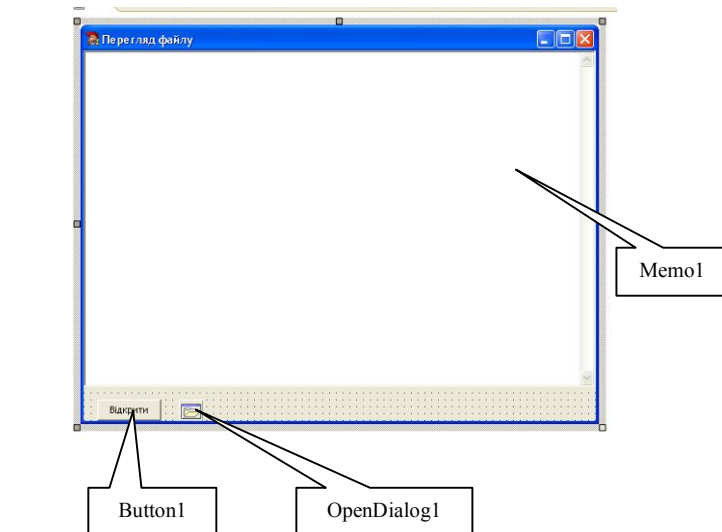 Перегляд файлу
Memo1
Відкрити
Button1
OpenDialog1